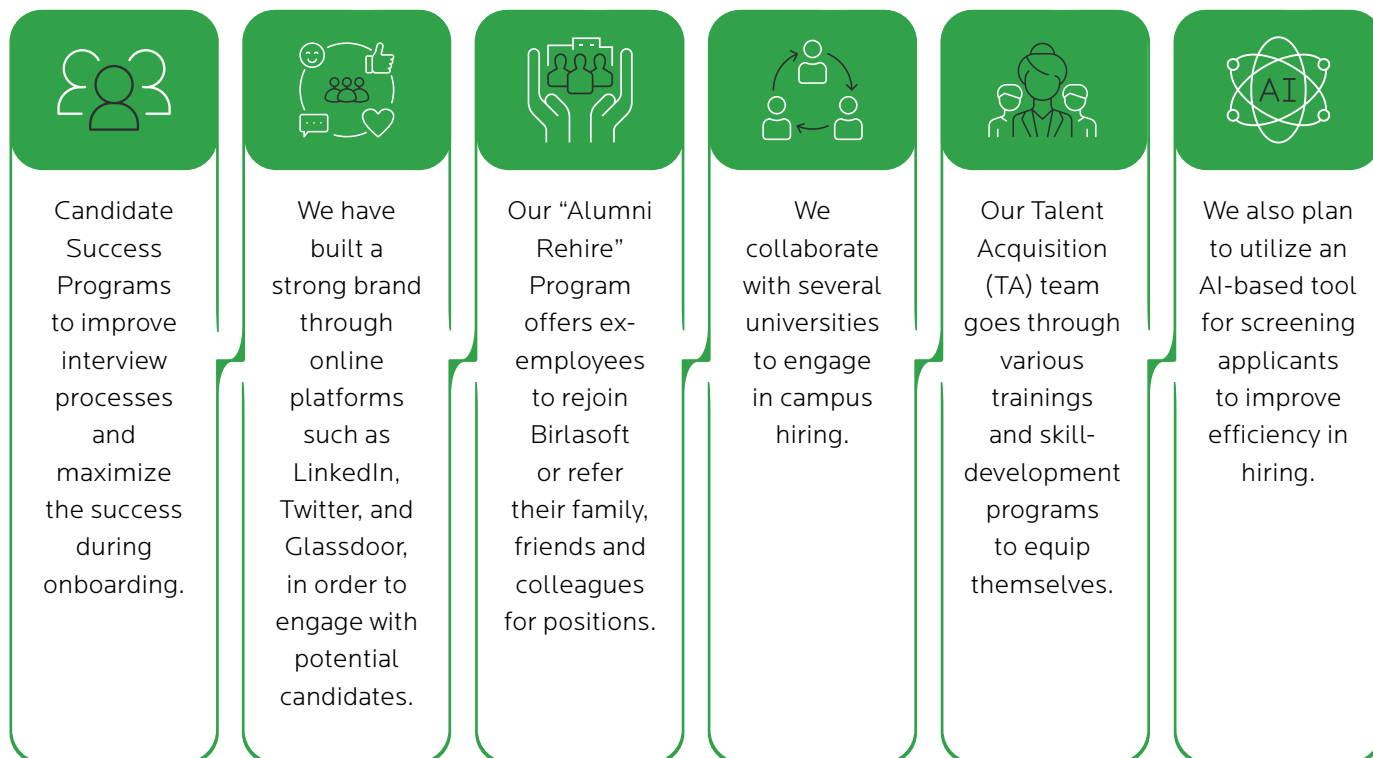 Candidate
Success
Programs
to improve
interview
processes
and
maximize
the success
during
onboarding.
We have
built a
strong brand
through
online
platforms
such as
LinkedIn,
Twitter, and
Glassdoor,
in order to
engage with
potential
candidates.
Our “Alumni
Rehire”
Program
offers ex-
employees
to rejoin
Birlasoft
or refer
their family,
friends and
colleagues
for positions.
We
collaborate
with several
universities
to engage
in campus
hiring.
Our Talent
Acquisition
(TA) team
goes through
various
trainings
and skill-
development
programs
to equip
themselves.
AI
We also plan
to utilize an
AI-based tool
for screening
applicants
to improve
efficiency in
hiring.